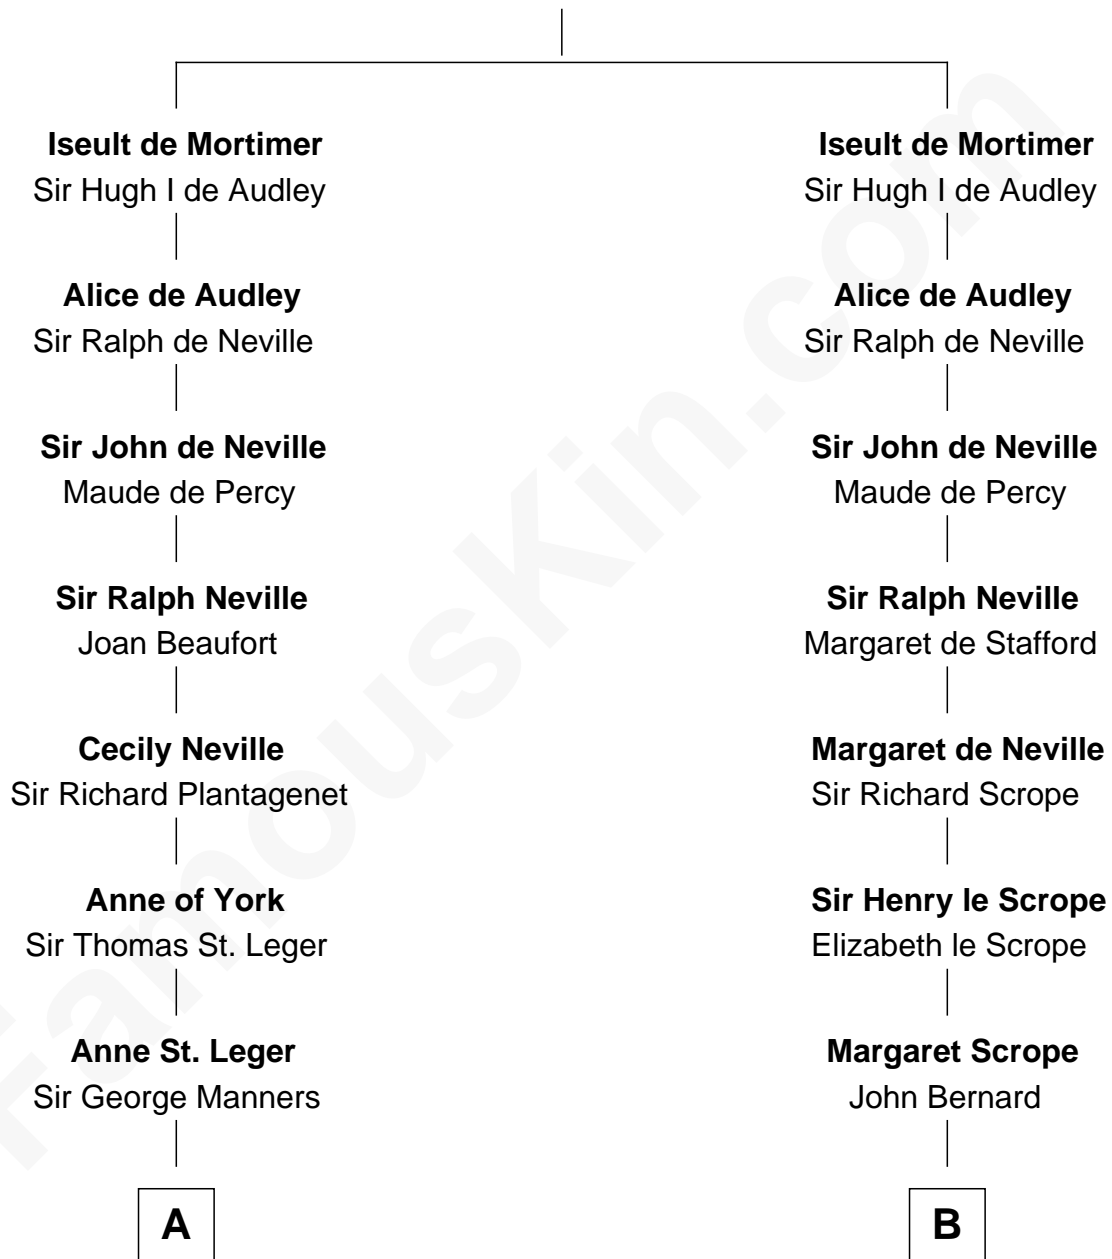 Iseult de Mortimer
Sir Hugh I de Audley
Alice de Audley
Sir Ralph de Neville
Sir John de Neville
Maude de Percy
Sir Ralph Neville
Joan Beaufort
Cecily Neville
Sir Richard Plantagenet
Anne of York
Sir Thomas St. Leger
Anne St. Leger
Sir George Manners
A
Iseult de Mortimer
Sir Hugh I de Audley
Alice de Audley
Sir Ralph de Neville
Sir John de Neville
Maude de Percy
Sir Ralph Neville
Margaret de Stafford
Margaret de Neville
Sir Richard Scrope
Sir Henry le Scrope
Elizabeth le Scrope
Margaret Scrope
John Bernard
B
FamousKin.com